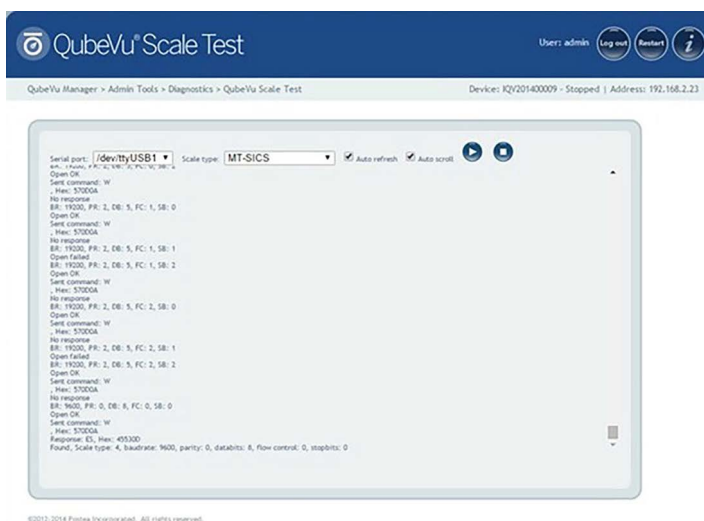 QubeVu® Scale Test
User: admin
Log out
Restart
i
QubeVu Manager > Admin Tools > Diagnostics > QubeVu Scale Test
Device: IQV201400009 - Stopped | Address: 192.168.2.23
Serial port: /dev/ttyUSB1 Scale type: MT-SICS Auto refresh Auto scroll
Open OK
Sent command: W
, Hex: 570D0A
No response
BR: 19200, PR: 2, DB: 5, FC: 1, SB: 0
Open OK
Sent command: W
, Hex: 570D0A
No response
BR: 19200, PR: 2, DB: 5, FC: 1, SB: 1
Open failed
BR: 19200, PR: 2, DB: 5, FC: 1, SB: 2
Open OK
Sent command: W
, Hex: 570D0A
No response
BR: 19200, PR: 2, DB: 5, FC: 2, SB: 0
Open OK
Sent command: W
, Hex: 570D0A
No response
BR: 19200, PR: 2, DB: 5, FC: 2, SB: 1
Open failed
BR: 19200, PR: 2, DB: 5, FC: 2, SB: 2
Open OK
Sent command: W
, Hex: 570D0A
No response
BR: 9600, PR: 0, DB: 8, FC: 0, SB: 0
Open OK
Sent command: W
, Hex: 570D0A
Response: ES, Hex: 45530D
Found, Scale type: 4, baudrate: 9600, parity: 0, databits: 8, flow control: 0, stopbits: 0
©2012-2014 Postea Incorporated. All rights reserved.